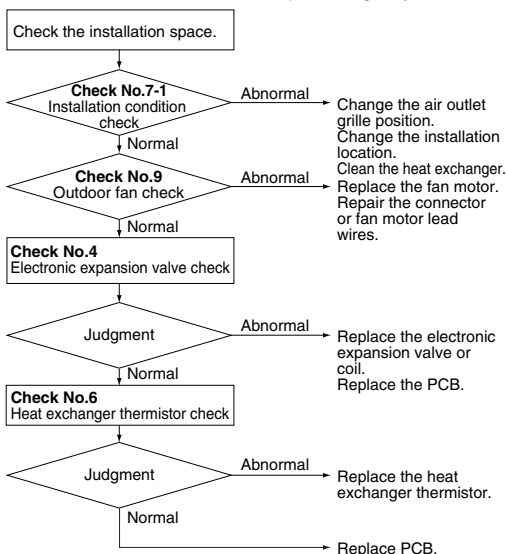 Check the installation space.
Check No.7-1
Installation condition
check
Abnormal
Change the air outlet
grille position.
Change the installation
location.
Clean the heat exchanger.
Normal
Check No.9
Outdoor fan check
Abnormal
Replace the fan motor.
Repair the connector
or fan motor lead
wires.
Normal
Check No.4
Electronic expansion valve check
Judgment
Abnormal
Replace the electronic
expansion valve or
coil.
Replace the PCB.
Normal
Check No.6
Heat exchanger thermistor check
Judgment
Abnormal
Replace the heat
exchanger thermistor.
Normal
Replace PCB.